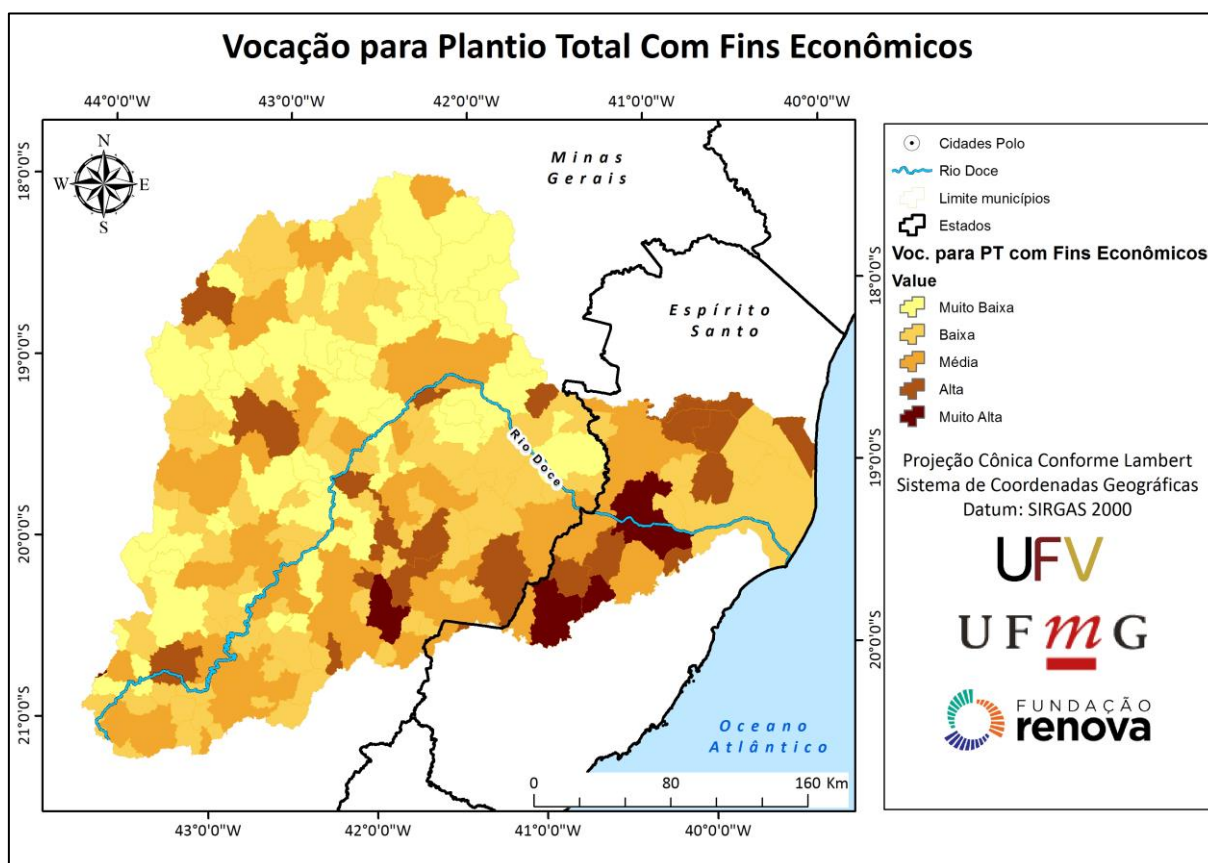 Vocação para Plantio Total Com Fins Econômicos
44°0'0"W 43°0'0"W 42°0'0"W 41°0'0"W 40°0'0"W
N
W E
S
18°0'0"S
19°0'0"S
20°0'0"S
21°0'0"S
Minas
Gerais
Espírito
Santo
Rio Doce
Oceano
Atlântico
18°0'0"S
19°0'0"S
20°0'0"S
0 80 160 Km
43°0'0"W 42°0'0"W 41°0'0"W 40°0'0"W
Cidades Polo
Rio Doce
Limite municípios
Estados
Voc. para PT com Fins Econômicos
Value
Muito Baixa
Baixa
Média
Alta
Muito Alta
Projeção Cônica Conforme Lambert
Sistema de Coordenadas Geográficas
Datum: SIRGAS 2000
UFV
UFmG
FUNDAÇÃO
renova